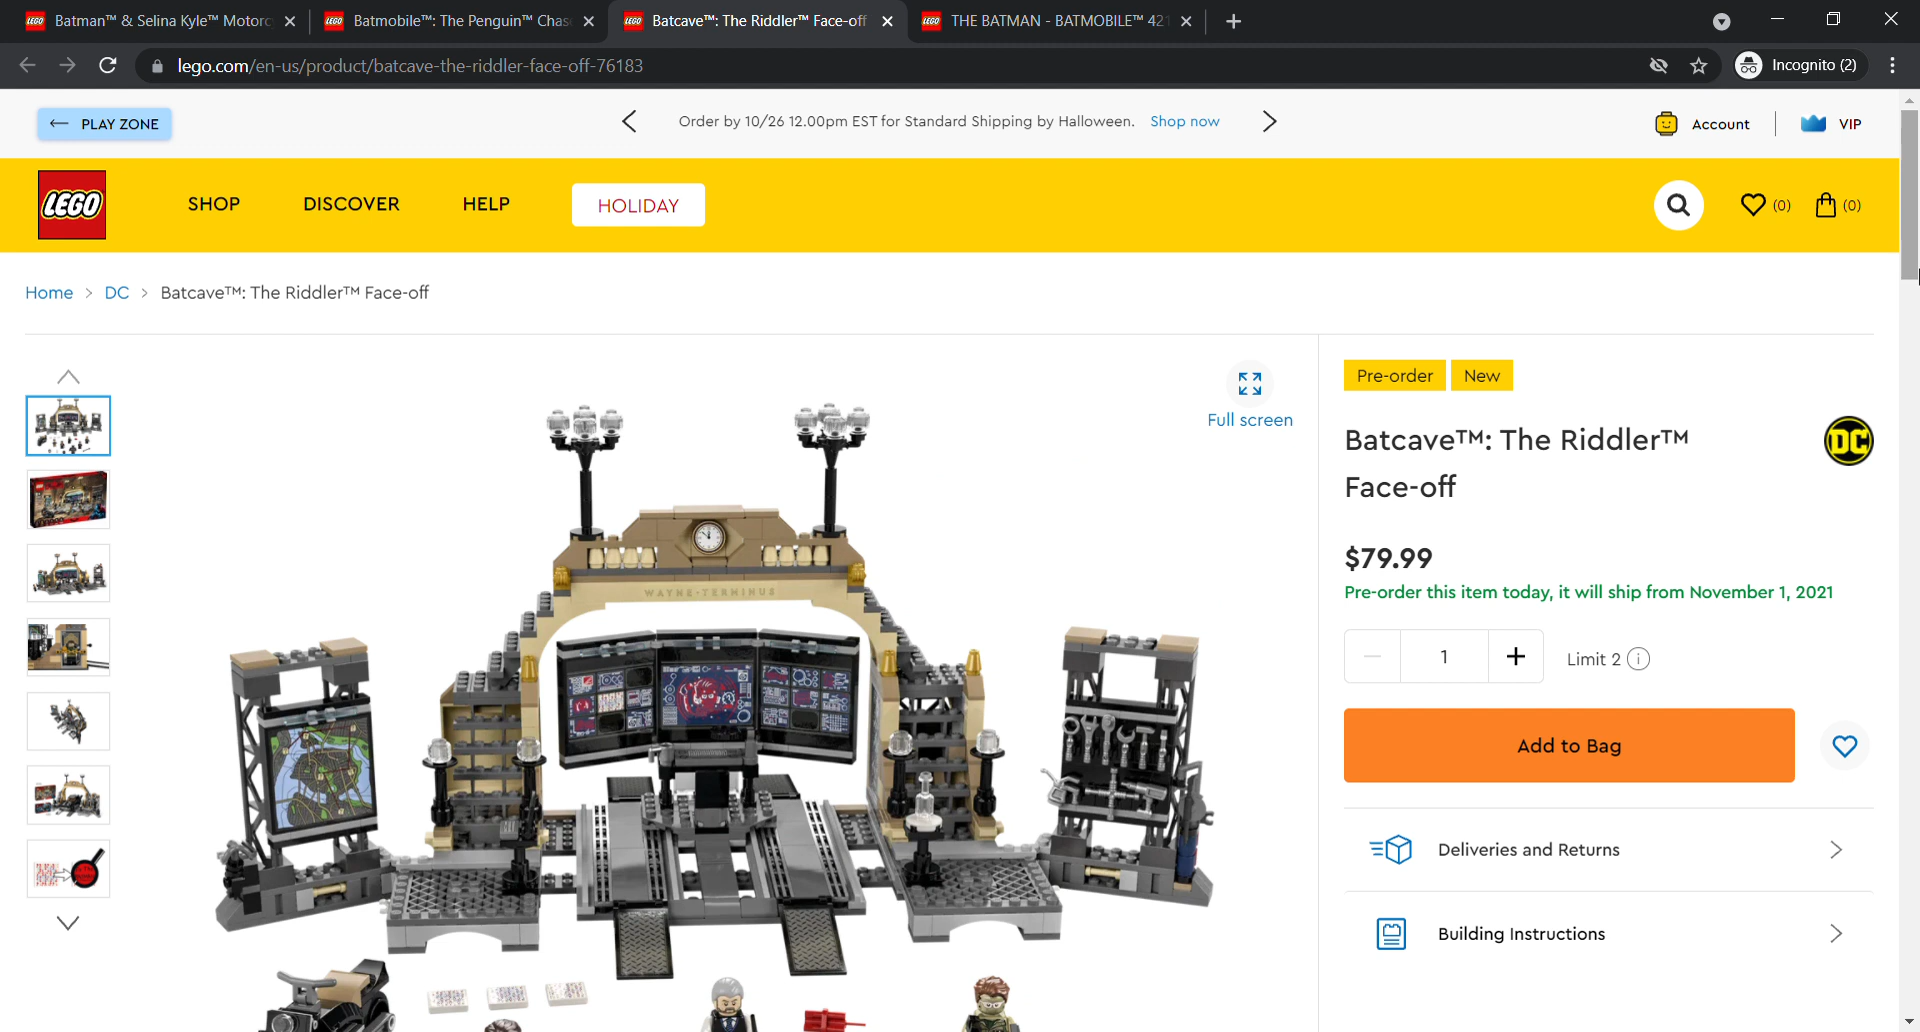 LEGO Batman™ & Selina Kyle™ Motorc
LEGO Batmobile™: The Penguin™ Chas
LEGO Batcave™: The Riddler™ Face-off
LEGO THE BATMAN - BATMOBILE™ 421
lego.com/en-us/product/batcave-the-riddler-face-off-76183
Incognito (2)
PLAY ZONE
Order by 10/26 12.00pm EST for Standard Shipping by Halloween. Shop now
Account
VIP
LEGO
SHOP
DISCOVER
HELP
HOLIDAY
(0)
(0)
Home > DC > Batcave™: The Riddler™ Face-off
Full screen
WAYNE-TERMINUS
Pre-order
New
Batcave™: The Riddler™
Face-off
DC
$79.99
Pre-order this item today, it will ship from November 1, 2021
1
Limit 2
Add to Bag
Deliveries and Returns
Building Instructions